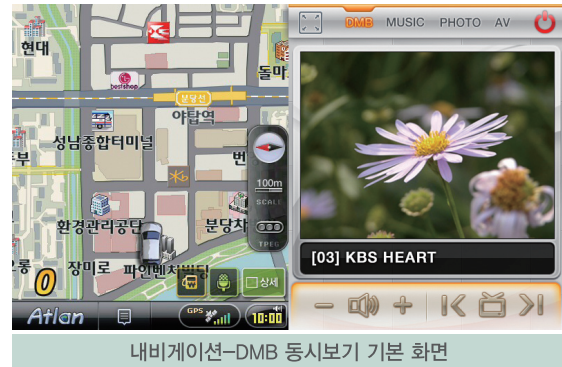 현대
돌마
bestshop
분당선
야탑역
성남종합터미널
부
번
100m
SCALE
환경관리공단
분당차
TPEG
장미로
파인벤처빌딩
상세
0
Atlan
GPS
10:00
DMB MUSIC PHOTO AV
[03] KBS HEART
내비게이션-DMB 동시보기 기본 화면